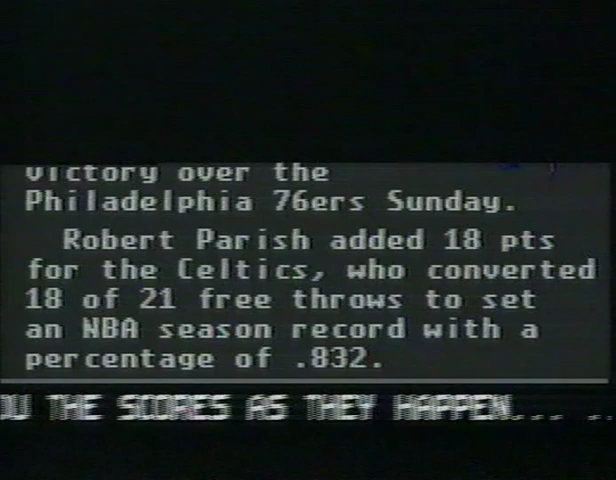 victory over the
Philadelphia 76ers Sunday.
Robert Parish added 18 pts
for the Celtics, who converted
18 of 21 free throws to set
an NBA season record with a
percentage of .832.
OU THE SCORES AS THEY HAPPEN... ..